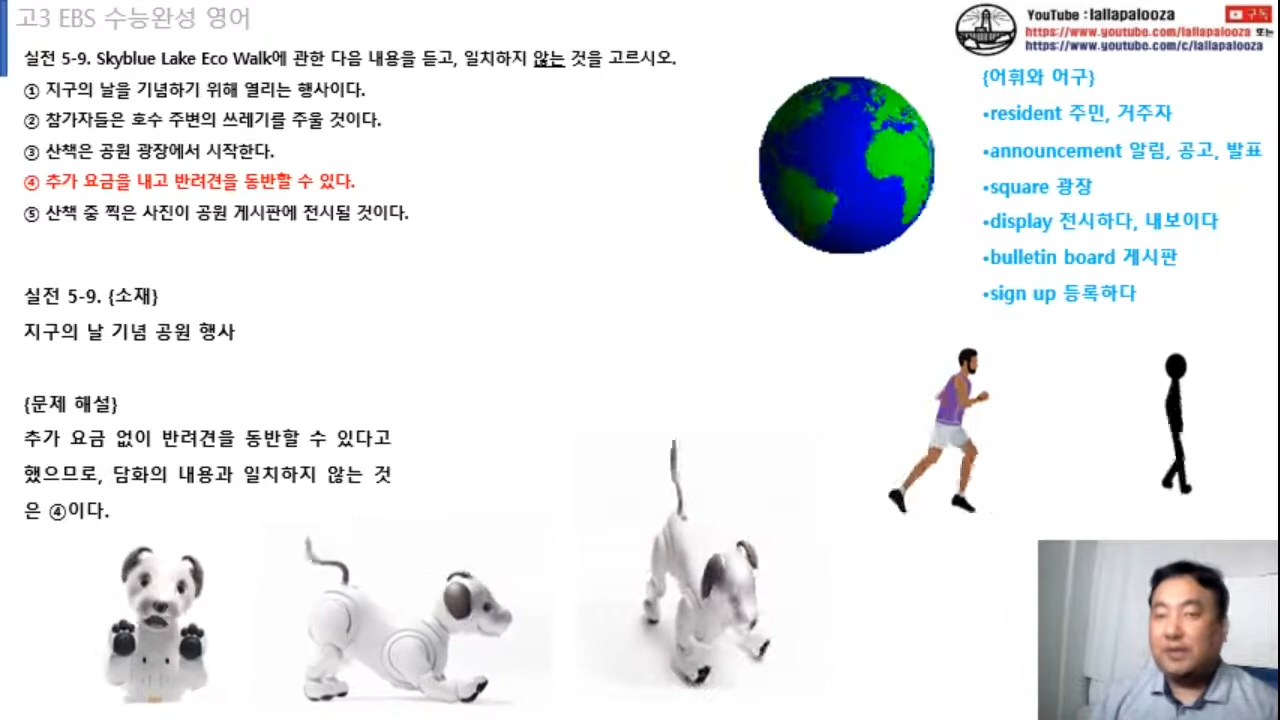 고3 EBS 수능완성 영어
YouTube : lallapalooza
구독
https://www.youtube.com/lallapalooza 또는
https://www.youtube.com/c/lallapalooza
실전 5-9. Skyblue Lake Eco Walk에 관한 다음 내용을 듣고, 일치하지 않는 것을 고르시오.
① 지구의 날을 기념하기 위해 열리는 행사이다.
② 참가자들은 호수 주변의 쓰레기를 주울 것이다.
③ 산책은 공원 광장에서 시작한다.
④ 추가 요금을 내고 반려견을 동반할 수 있다.
⑤ 산책 중 찍은 사진이 공원 게시판에 전시될 것이다.
{어휘와 어구}
•resident 주민, 거주자
•announcement 알림, 공고, 발표
•square 광장
•display 전시하다, 내보이다
•bulletin board 게시판
•sign up 등록하다
실전 5-9. {소재}
지구의 날 기념 공원 행사
{문제 해설}
추가 요금 없이 반려견을 동반할 수 있다고
했으므로, 담화의 내용과 일치하지 않는 것
은 ④이다.